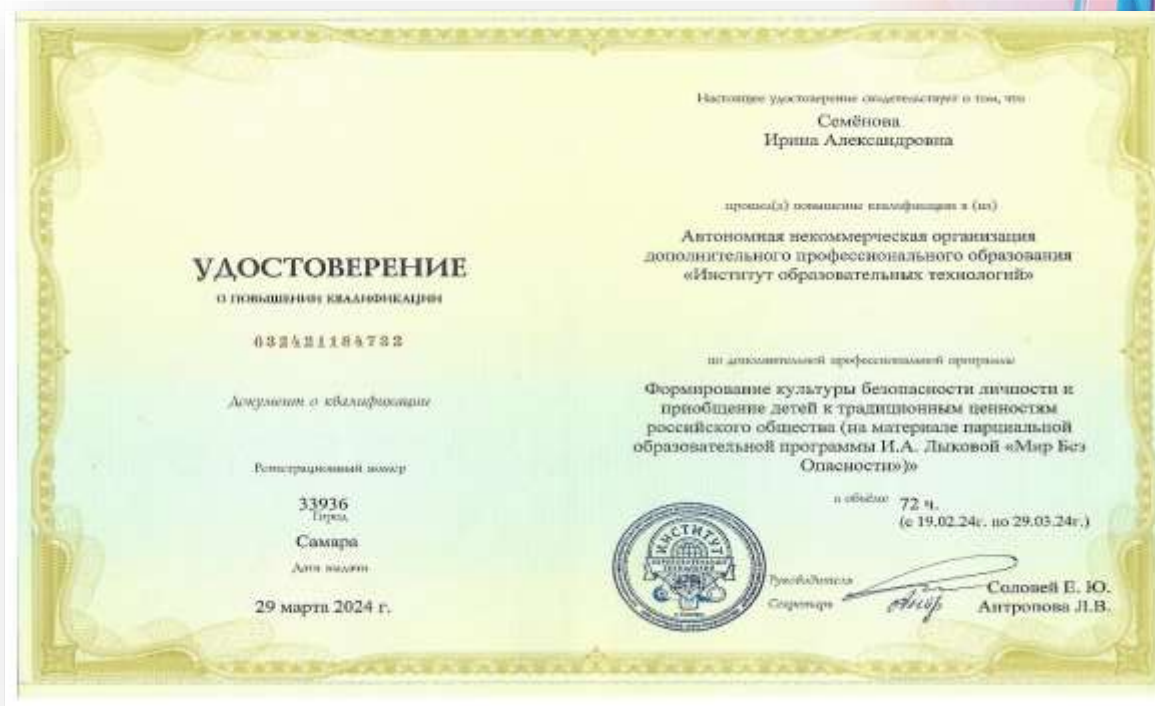 УДОСТОВЕРЕНИЕ
О ПОВЫШЕНИИ КВАЛИФИКАЦИИ
632421184732
Документ о квалификации
Регистрационный номер
33936
Город
Самара
Дата выдачи
29 марта 2024 г.
Настоящее удостоверение свидетельствует о том, что
Семёнова
Ирина Александровна
прошел(а) повышение квалификации в (на)
Автономная некоммерческая организация
дополнительного профессионального образования
«Институт образовательных технологий»
по дополнительной профессиональной программе
Формирование культуры безопасности личности и
приобщение детей к традиционным ценностям
российского общества (на материале парциальной
образовательной программы И.А. Лыковой «Мир Без
Опасности»)»
в объёме 72 ч.
(с 19.02.24г. по 29.03.24г.)
ИНСТИТУТ
ОБРАЗОВАТЕЛЬНЫХ
ТЕХНОЛОГИЙ
Руководитель Соловей Е. Ю.
Секретарь Антропова Л.В.